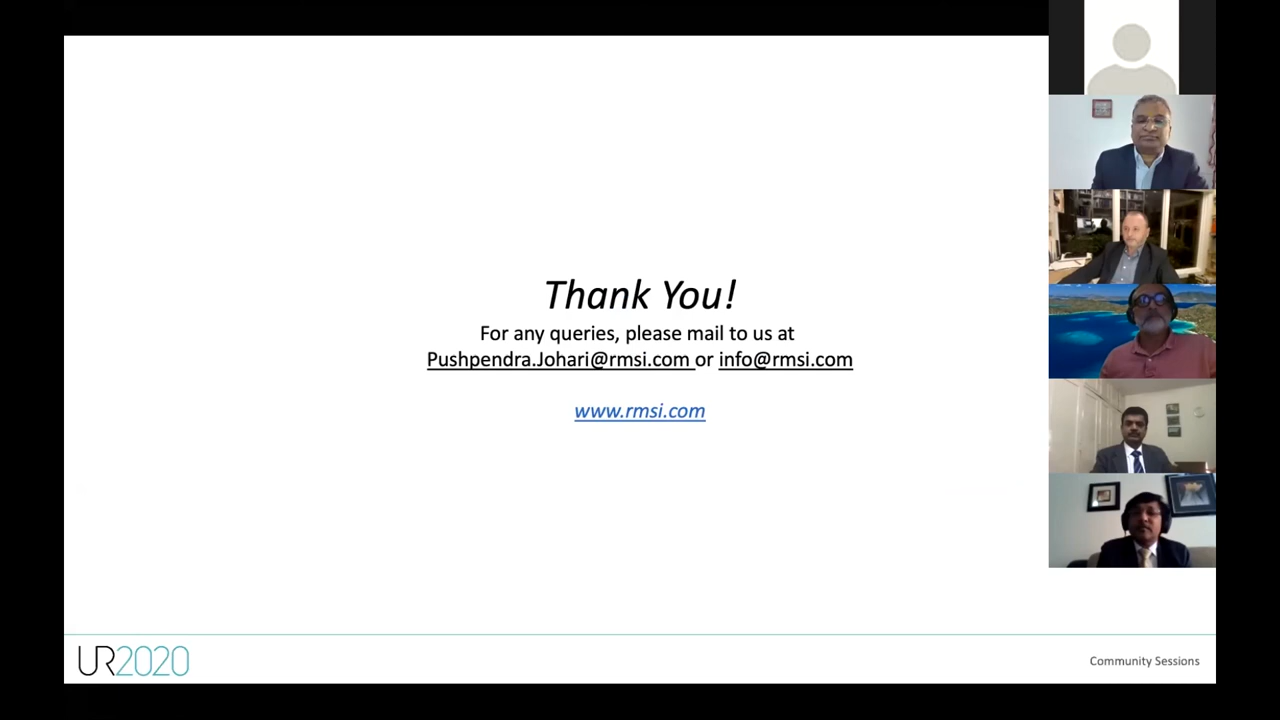 Thank You!
For any queries, please mail to us at
Pushpendra.Johari@rmsi.com or info@rmsi.com
www.rmsi.com
UR2020
Community Sessions